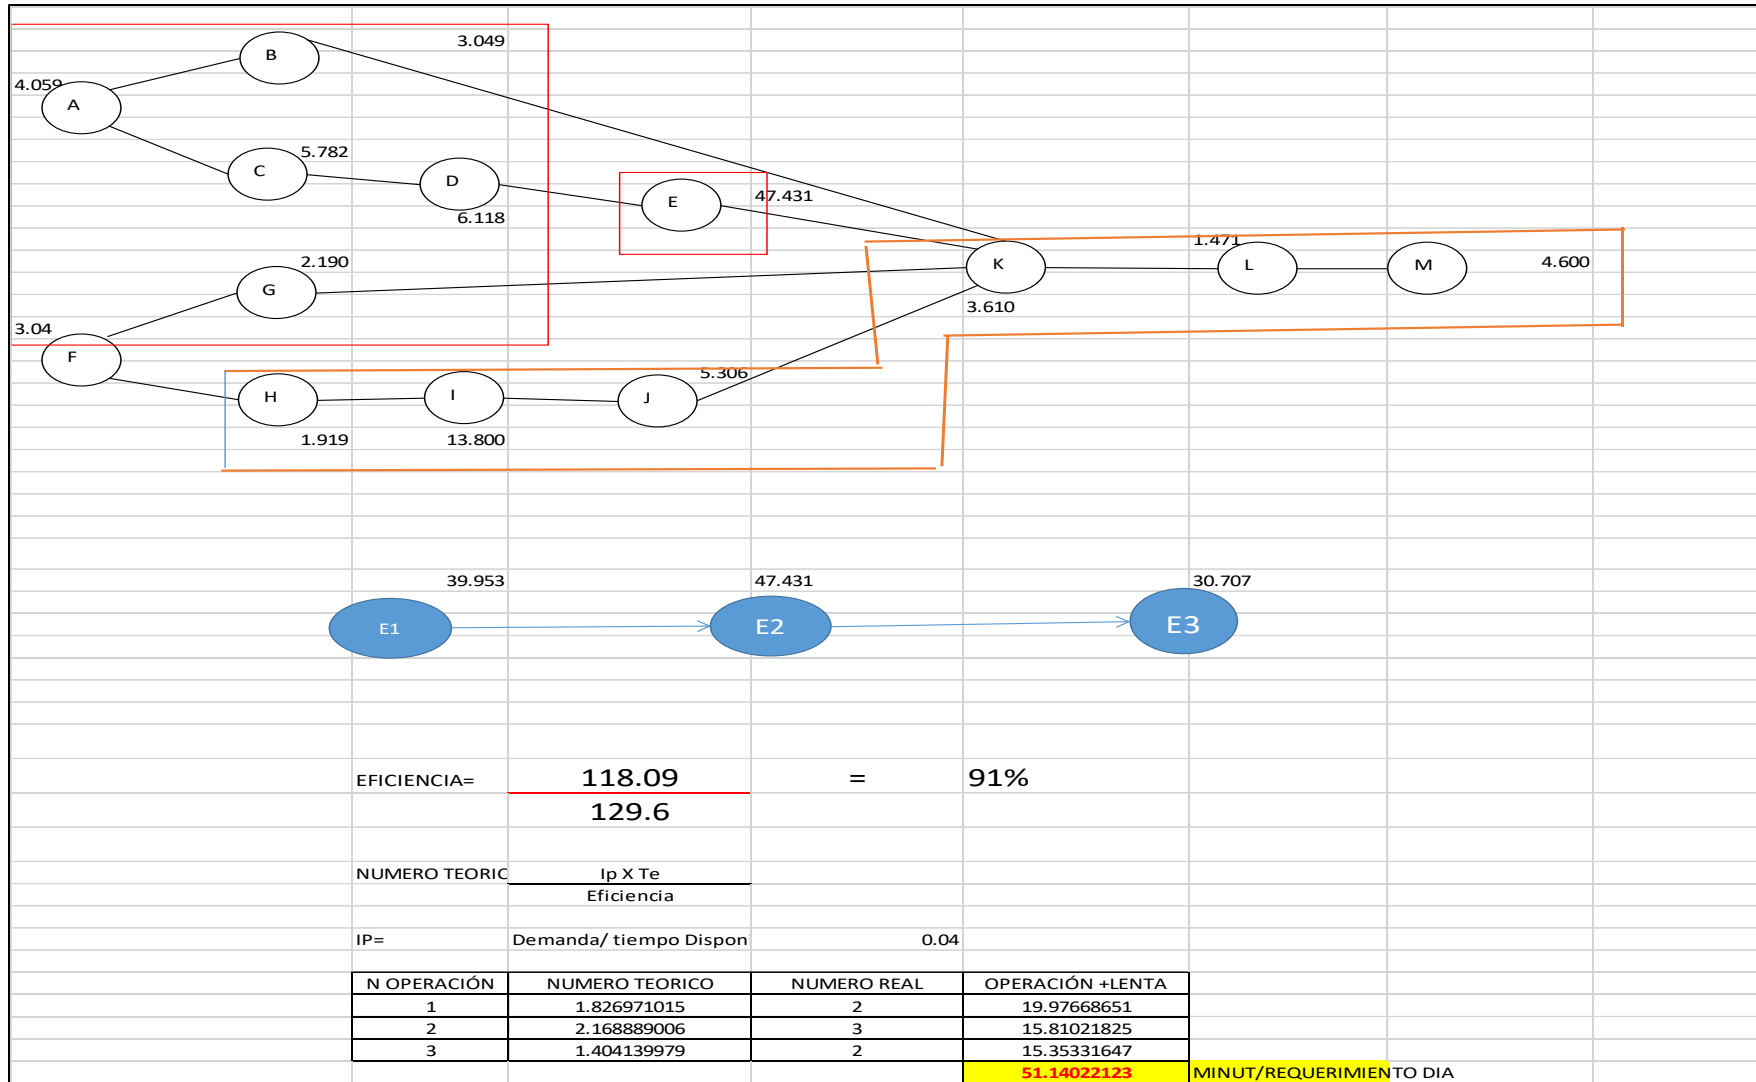 B
3.049
4.059
A
5.782
C
D
6.118
E
47.431
2.190
G
K
1.471
L
M
4.600
3.610
3.04
F
5.306
H
I
J
1.919
13.800
39.953
47.431
30.707
E1
E2
E3
EFICIENCIA=
118.09
=
91%
129.6
NUMERO TEORIC
Ip X Te
Eficiencia
IP=
Demanda/ tiempo Dispon
0.04
N OPERACIÓN NUMERO TEORICO NUMERO REAL OPERACIÓN +LENTA
1 1.826971015 2 19.97668651
2 2.168889006 3 15.81021825
3 1.404139979 2 15.35331647
51.14022123 MINUT/REQUERIMIENTO DIA